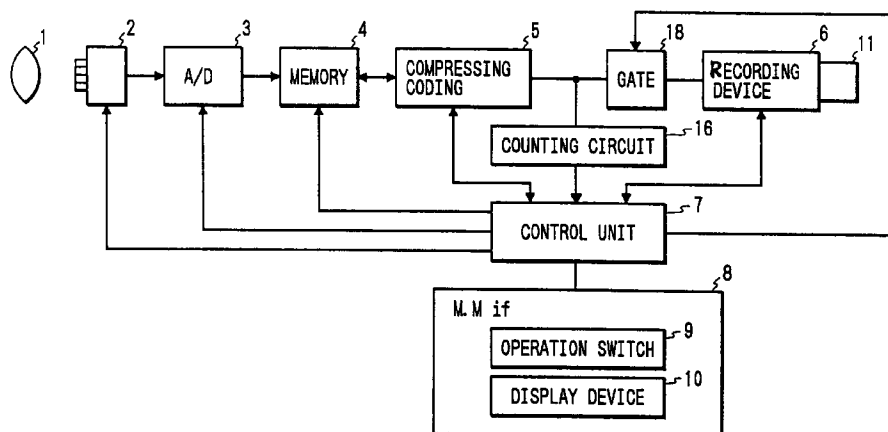 1
2
3
4
5
18
6
11
A/D
MEMORY
COMPRESSING
CODING
GATE
RECORDING
DEVICE
16
COUNTING CIRCUIT
7
CONTROL UNIT
8
M.M if
9
OPERATION SWITCH
10
DISPLAY DEVICE